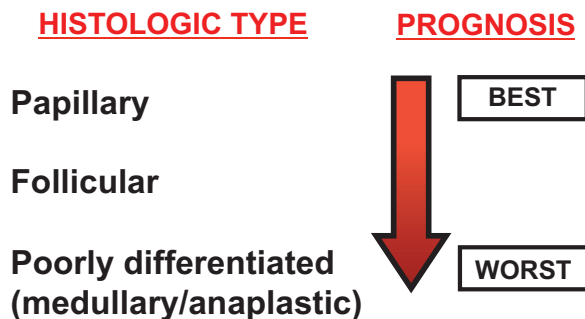 HISTOLOGIC TYPE PROGNOSIS
Papillary BEST
Follicular
Poorly differentiated
(medullary/anaplastic) WORST